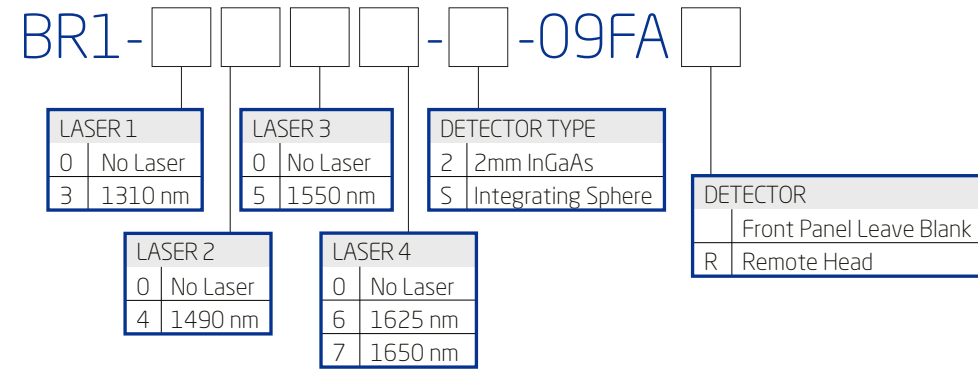 BR1- - -09FA
LASER 1
0 No Laser
3 1310 nm
LASER 3
0 No Laser
5 1550 nm
DETECTOR TYPE
2 2mm InGaAs
S Integrating Sphere
DETECTOR
Front Panel Leave Blank
R Remote Head
LASER 2
0 No Laser
4 1490 nm
LASER 4
0 No Laser
6 1625 nm
7 1650 nm